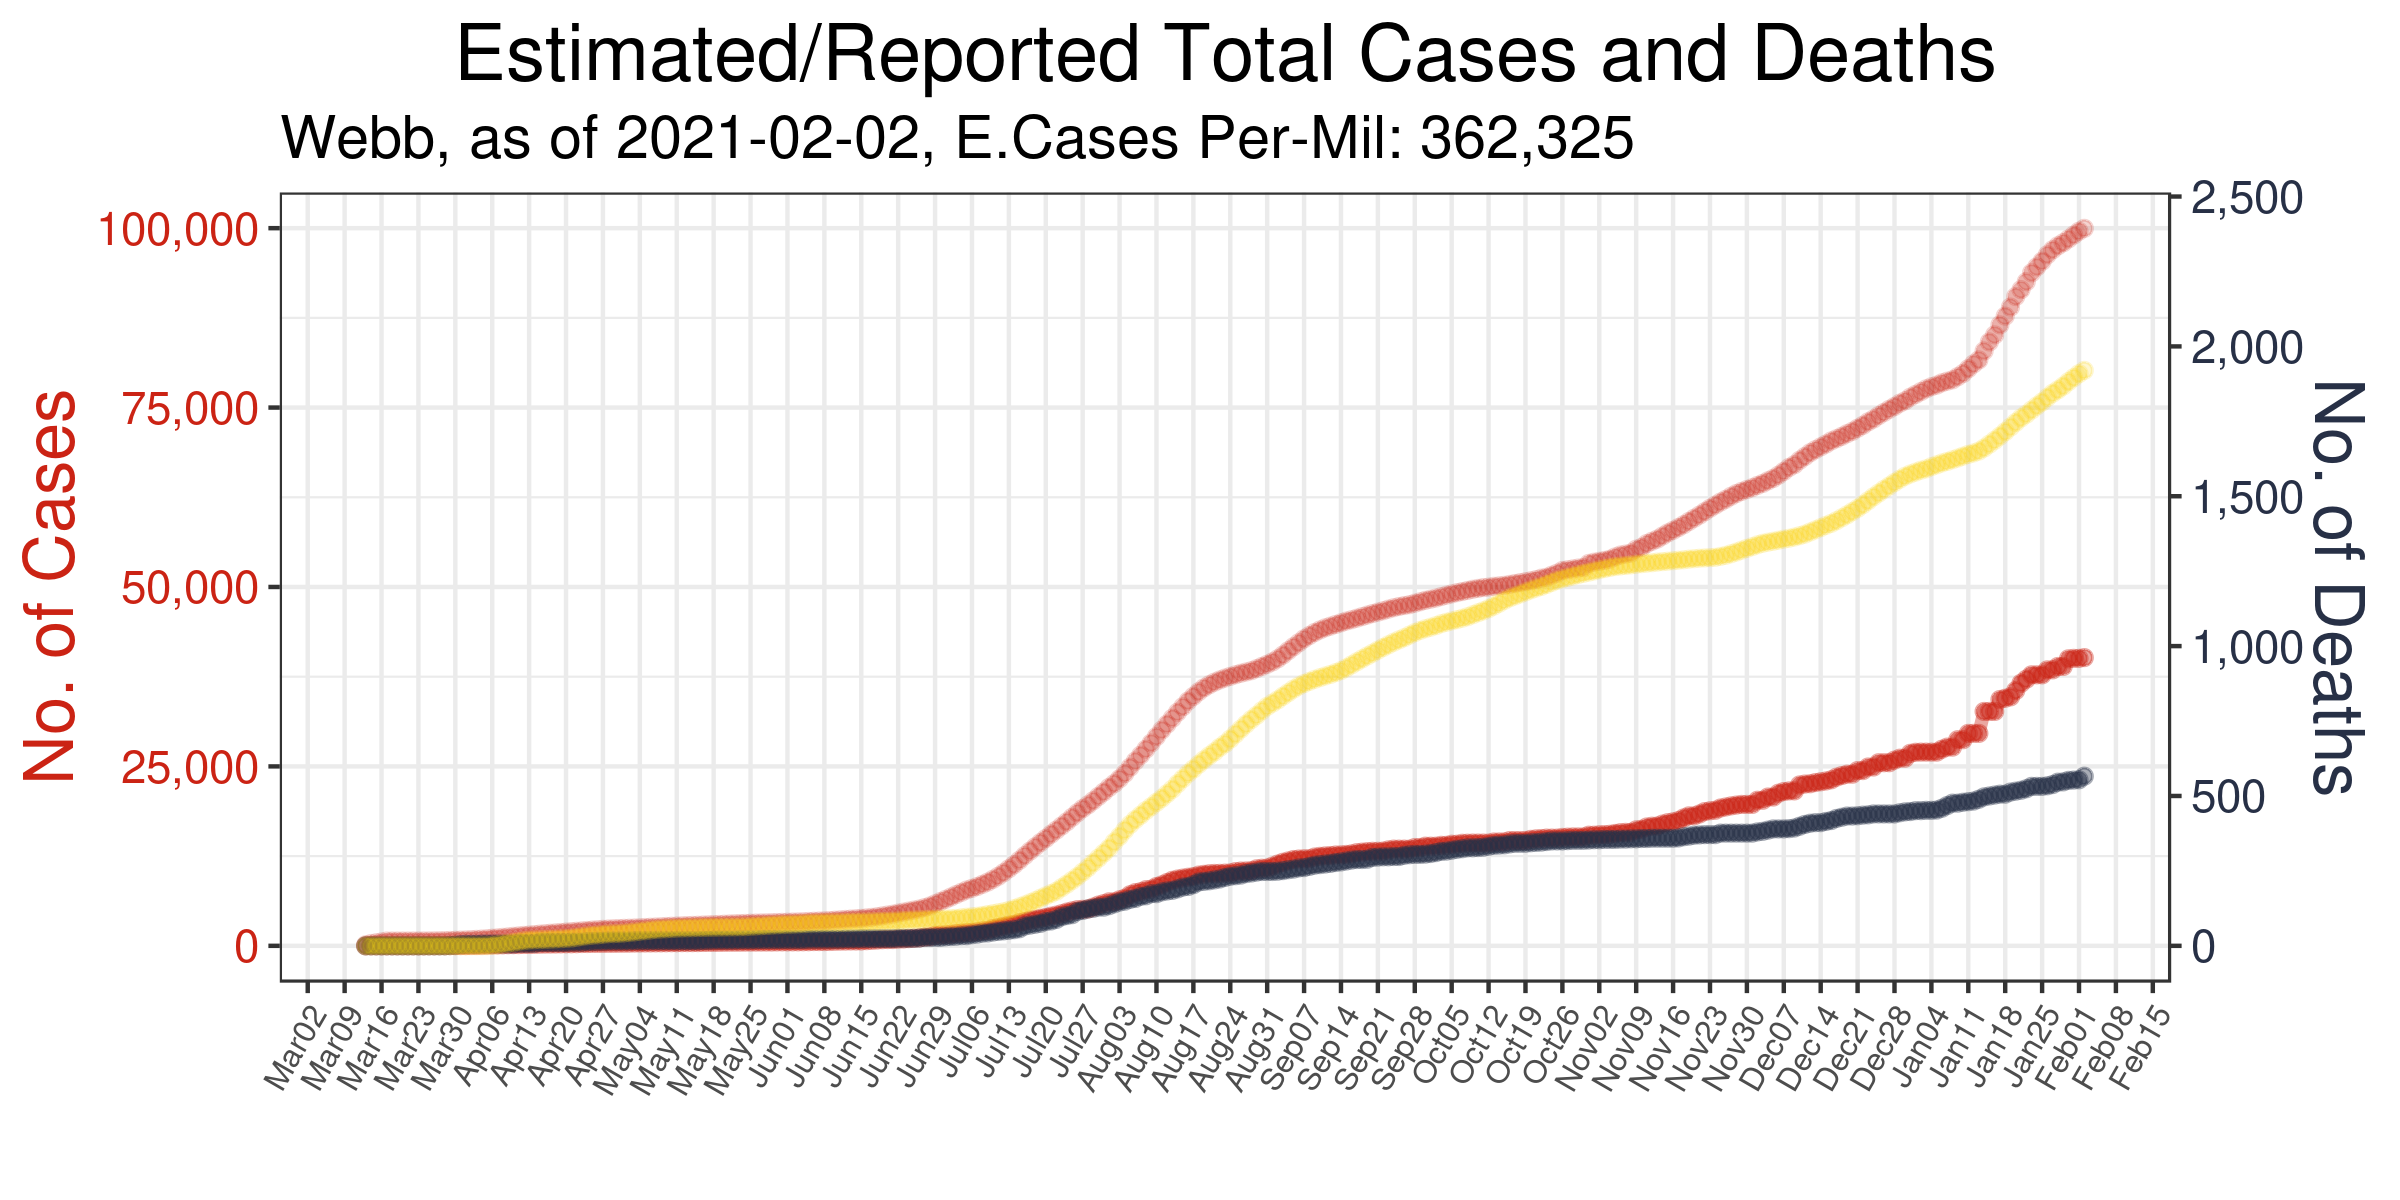 Estimated/Reported Total Cases and Deaths
Webb, as of 2021-02-02, E.Cases Per-Mil: 362,325
No. of Cases
100,000
75,000
50,000
25,000
0
2,500
2,000
1,500
1,000
500
0
No. of Deaths
Mar02
Mar09
Mar16
Mar23
Mar30
Apr06
Apr13
Apr20
Apr27
May04
May11
May18
May25
Jun01
Jun08
Jun15
Jun22
Jun29
Jul06
Jul13
Jul20
Jul27
Aug03
Aug10
Aug17
Aug24
Aug31
Sep07
Sep14
Sep21
Sep28
Oct05
Oct12
Oct19
Oct26
Nov02
Nov09
Nov16
Nov23
Nov30
Dec07
Dec14
Dec21
Dec28
Jan04
Jan11
Jan18
Jan25
Feb01
Feb08
Feb15